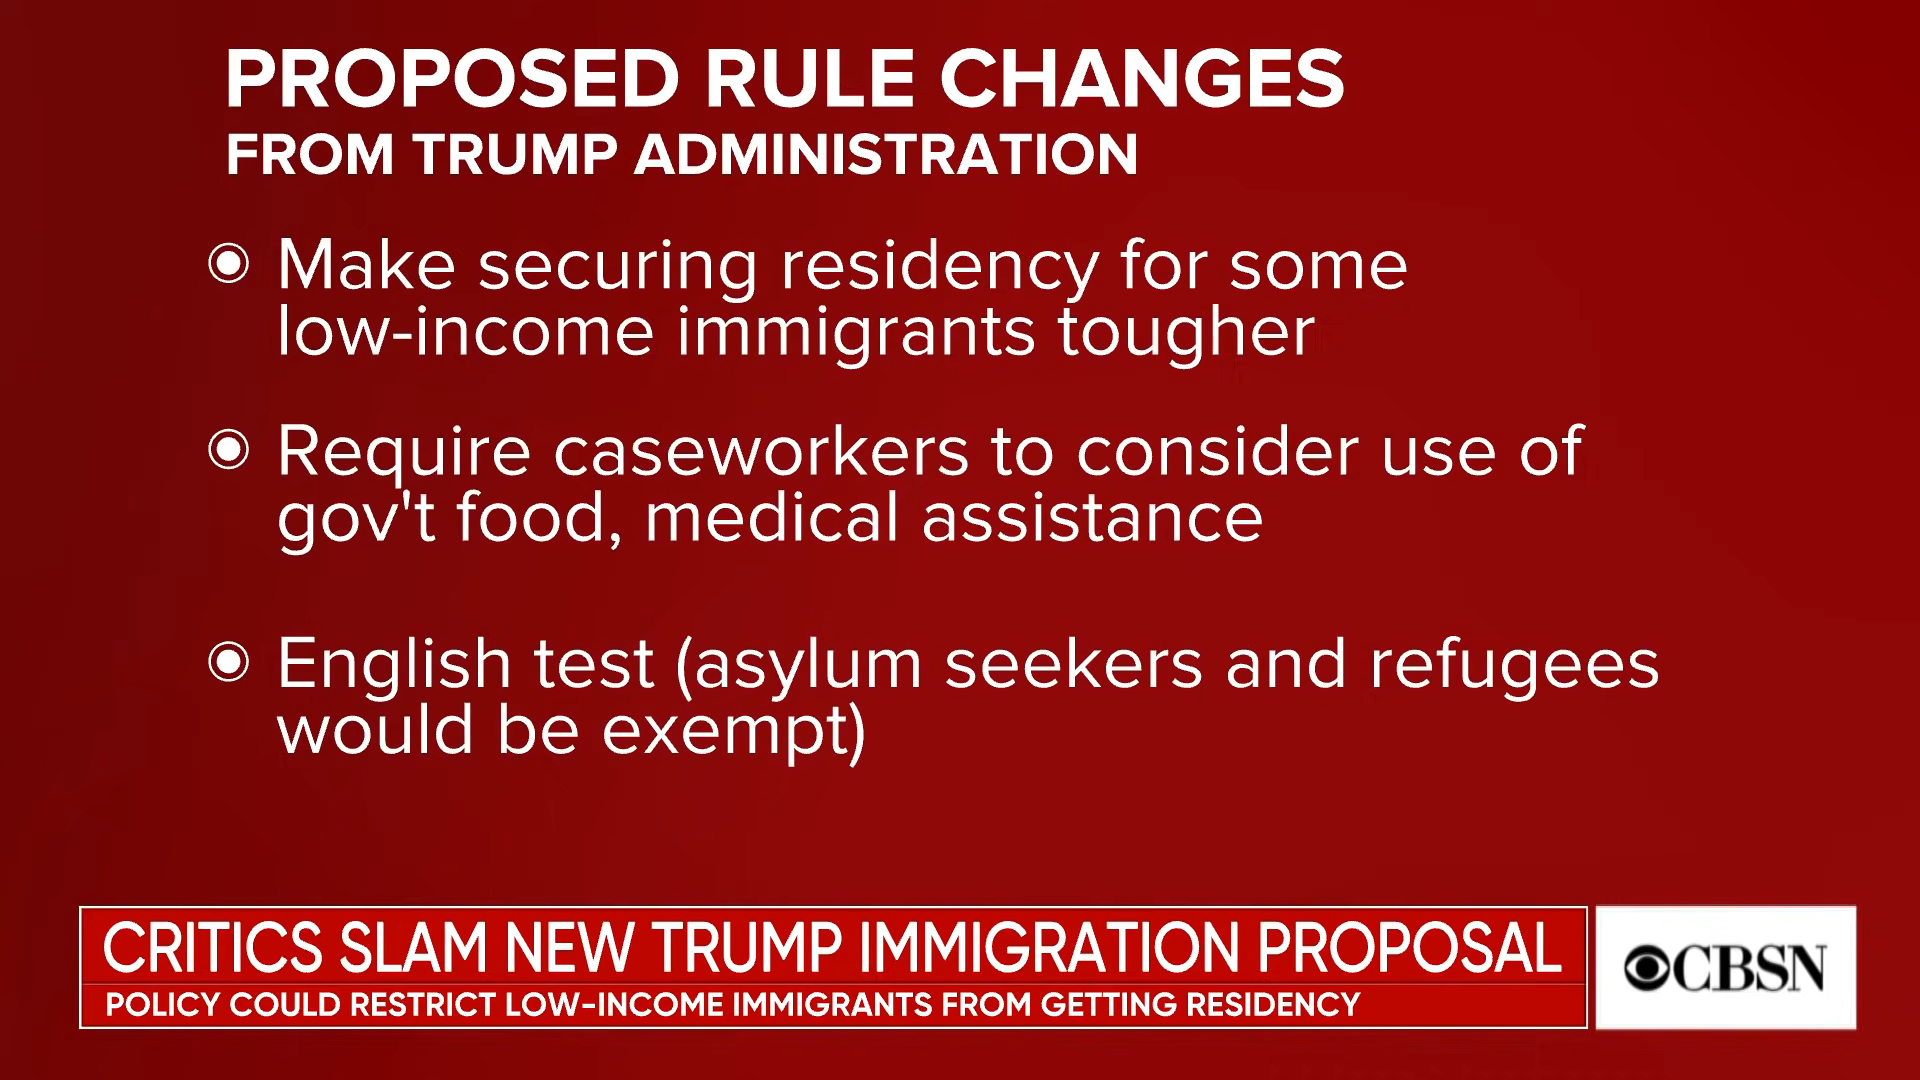 PROPOSED RULE CHANGES
FROM TRUMP ADMINISTRATION
Make securing residency for some
low-income immigrants tougher
Require caseworkers to consider use of
gov't food, medical assistance
English test (asylum seekers and refugees
would be exempt)
CRITICS SLAM NEW TRUMP IMMIGRATION PROPOSAL
POLICY COULD RESTRICT LOW-INCOME IMMIGRANTS FROM GETTING RESIDENCY
CBSN